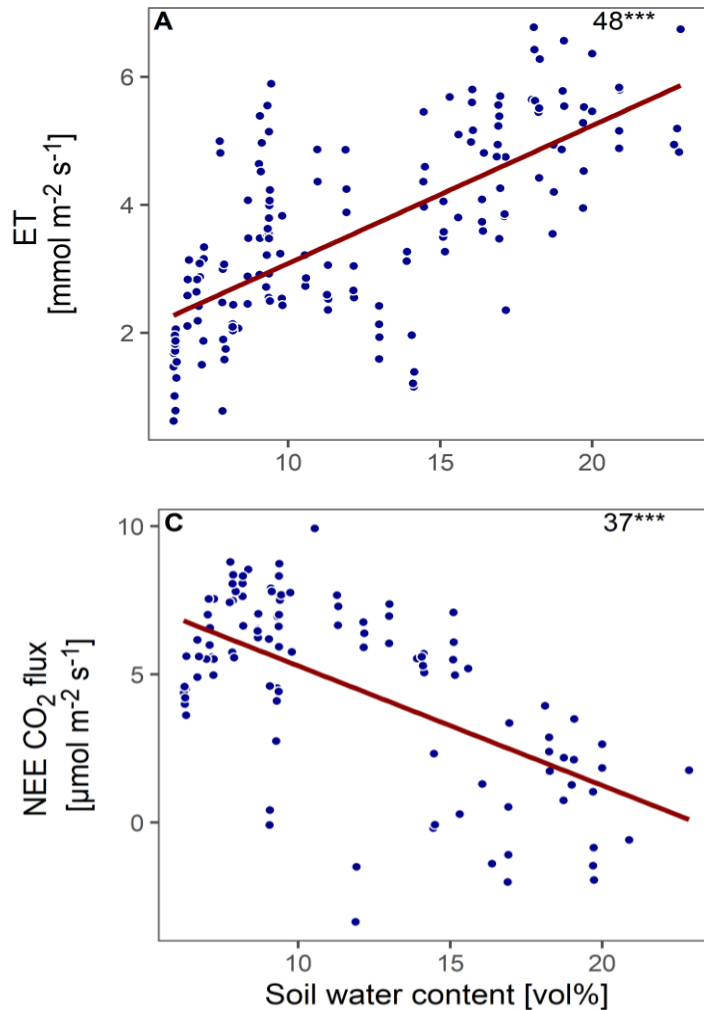 A
48***
ET
[mmol m⁻² s⁻¹]
6
4
2
10
15
20
C
37***
NEE CO₂ flux
[µmol m⁻² s⁻¹]
10
5
0
10
15
20
Soil water content [vol%]